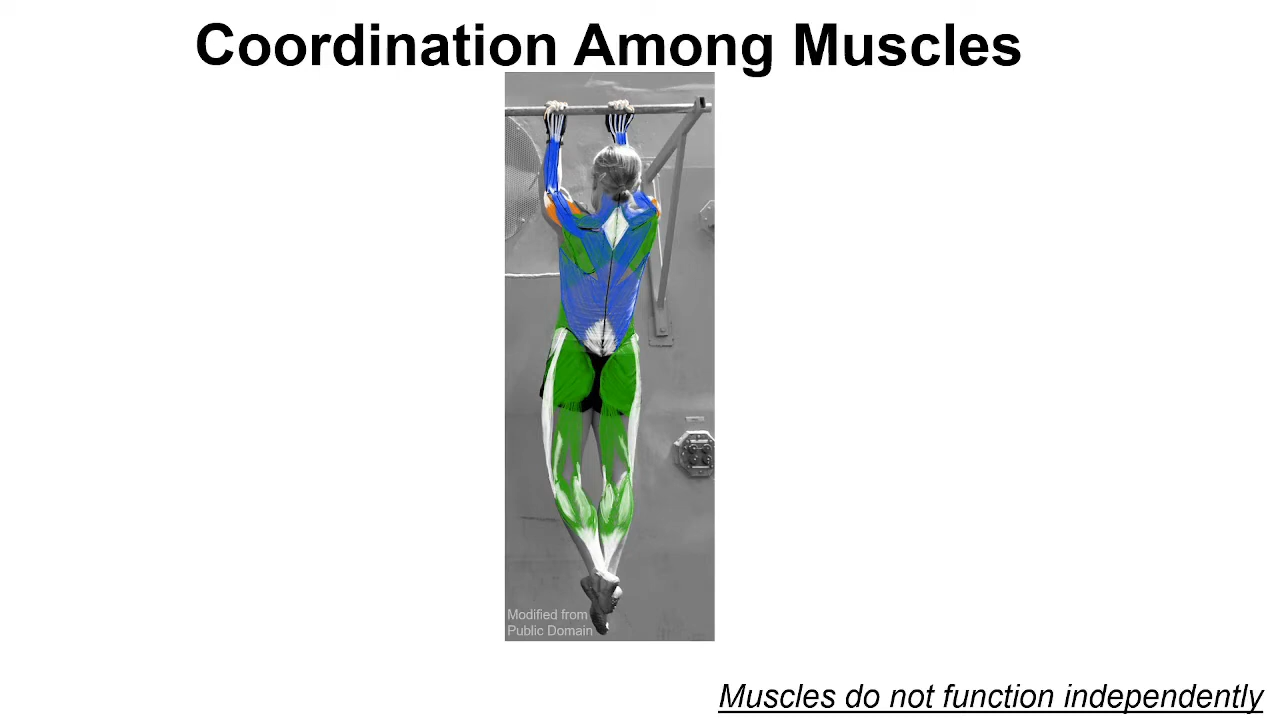 Coordination Among Muscles
Modified from
Public Domain
Muscles do not function independently